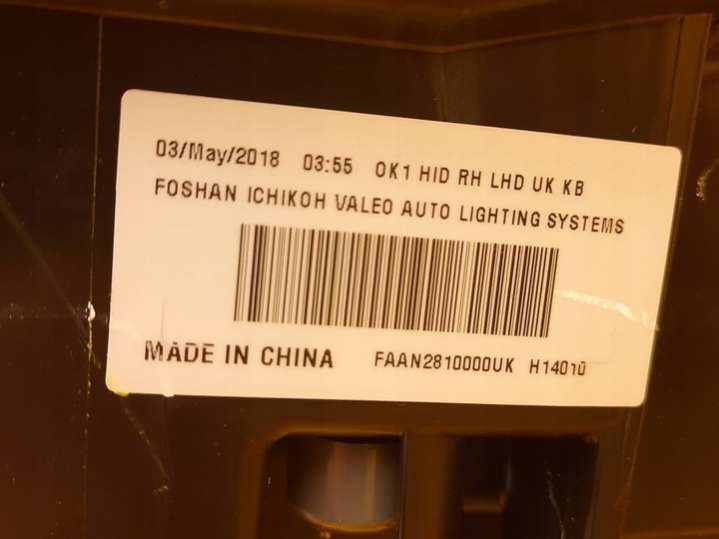 03/May/2018 03:55 OK1 HID RH LHD UK KB
FOSHAN ICHIKOH VALEO AUTO LIGHTING SYSTEMS
MADE IN CHINA FAAN2810000UK H14010